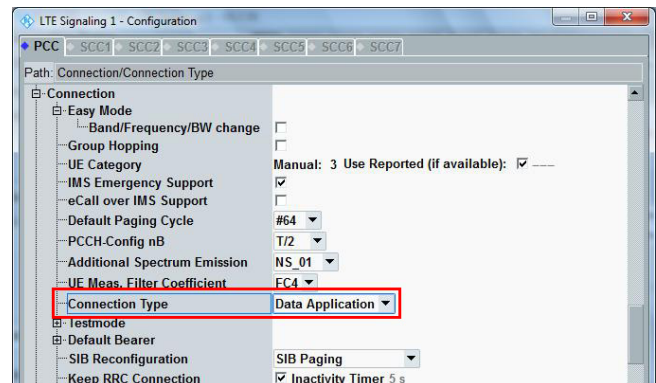 LTE Signaling 1 - Configuration
PCC SCC1 SCC2 SCC3 SCC4 SCC5 SCC6 SCC7
Path: Connection/Connection Type
Connection
Easy Mode
Band/Frequency/BW change
Group Hopping
UE Category Manual: 3 Use Reported (if available): ---
IMS Emergency Support
eCall over IMS Support
Default Paging Cycle #64
PCCH-Config nB T/2
Additional Spectrum Emission NS_01
UE Meas. Filter Coefficient FC4
Connection Type Data Application
Testmode
Default Bearer
SIB Reconfiguration SIB Paging
Keep RRC Connection Inactivity Timer 5 s